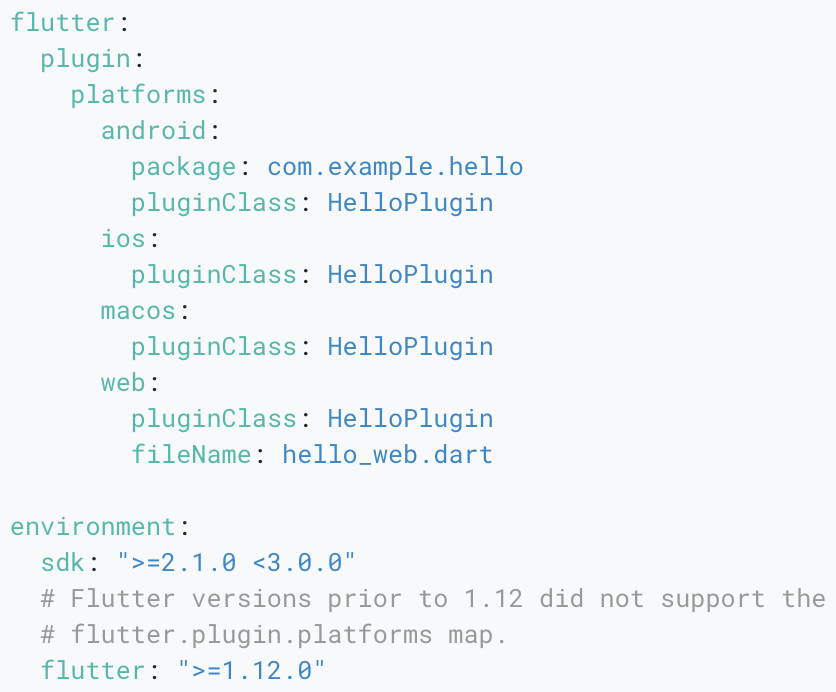 flutter:
  plugin:
    platforms:
      android:
        package: com.example.hello
        pluginClass: HelloPlugin
      ios:
        pluginClass: HelloPlugin
      macos:
        pluginClass: HelloPlugin
      web:
        pluginClass: HelloPlugin
        fileName: hello_web.dart

environment:
  sdk: ">=2.1.0 <3.0.0"
  # Flutter versions prior to 1.12 did not support the
  # flutter.plugin.platforms map.
  flutter: ">=1.12.0"